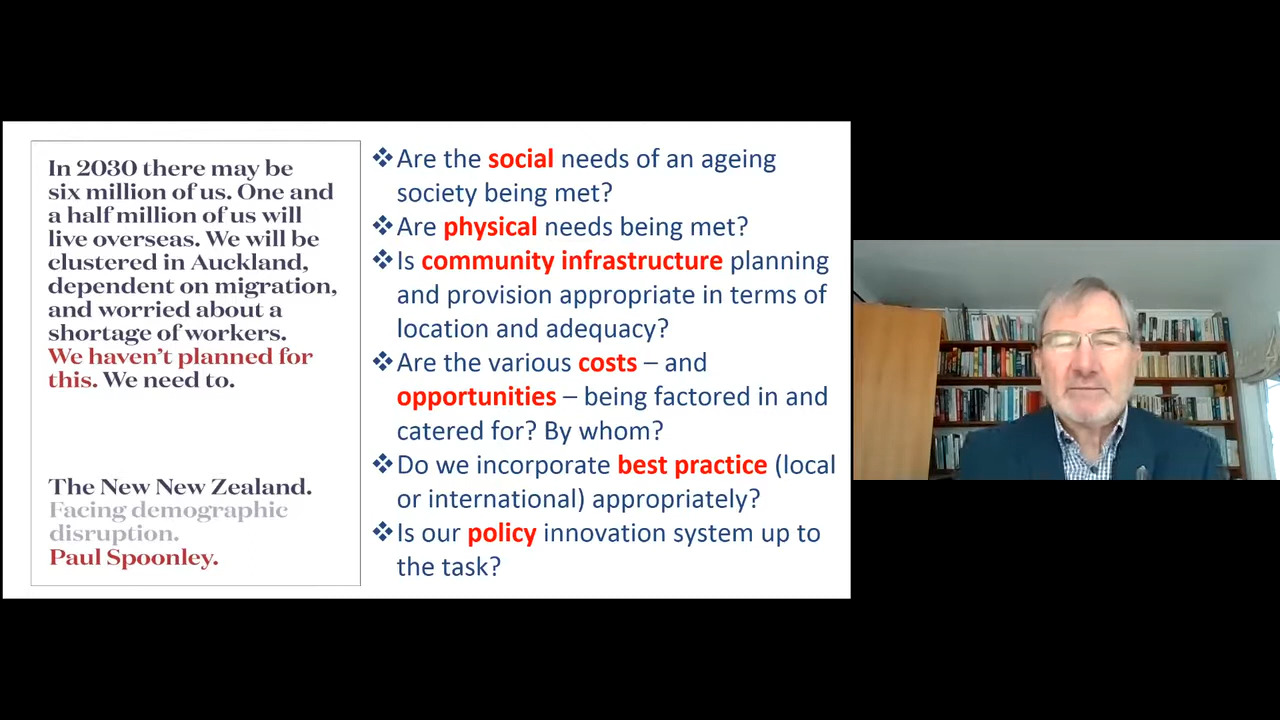 In 2030 there may be
six million of us. One and
a half million of us will
live overseas. We will be
clustered in Auckland,
dependent on migration,
and worried about a
shortage of workers.
We haven't planned for
this. We need to.
The New New Zealand.
Facing demographic
disruption.
Paul Spoonley.
❖Are the social needs of an ageing
society being met?
❖Are physical needs being met?
❖Is community infrastructure planning
and provision appropriate in terms of
location and adequacy?
❖Are the various costs – and
opportunities – being factored in and
catered for? By whom?
❖Do we incorporate best practice (local
or international) appropriately?
❖Is our policy innovation system up to
the task?